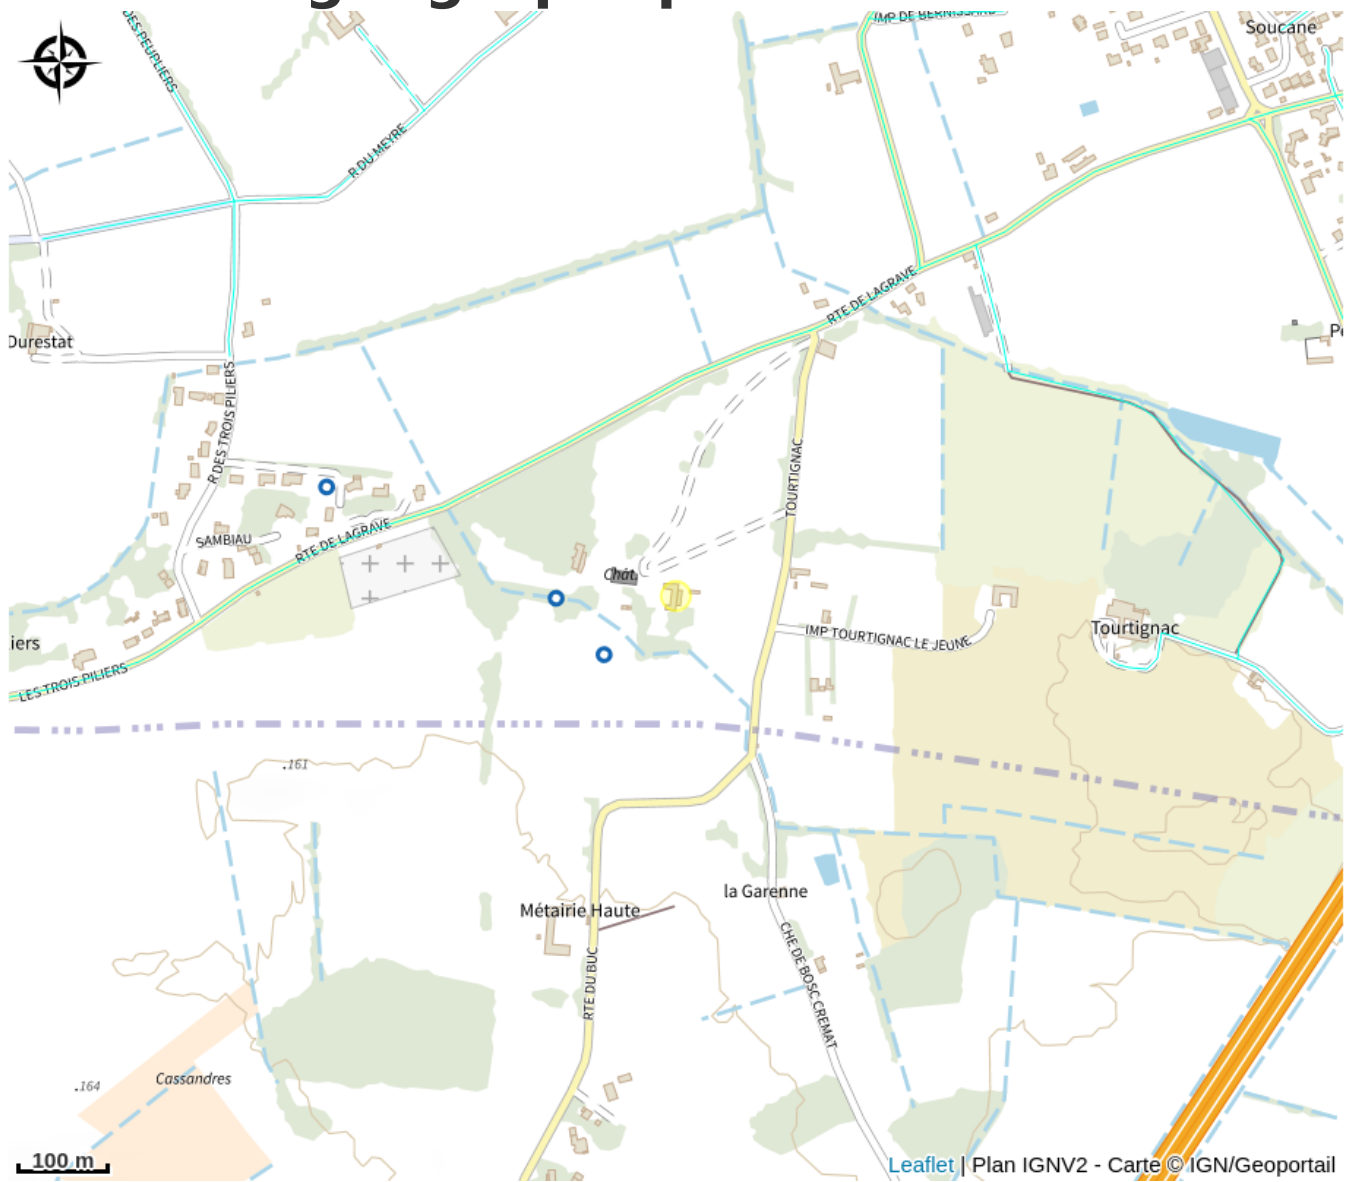 DES PEUPLIERS
IMP DE BERNISSARD
Soucane
R DU MEYRE
RTE DE LAGRAVE
Durestat
R DES TROIS PILIERS
TOURTIGNAC
SAMBIAU
RTE DE LAGRAVE
Chât.
IMP TOURTIGNAC LE JEUNE
Tourtignac
iers
LES TROIS PILIERS
.161
la Garenne
Métairie Haute
RTE DU BUC
CHE DE BOSC CREMAT
Cassandres
.164
100 m
Leaflet | Plan IGNV2 - Carte © IGN/Geoportail